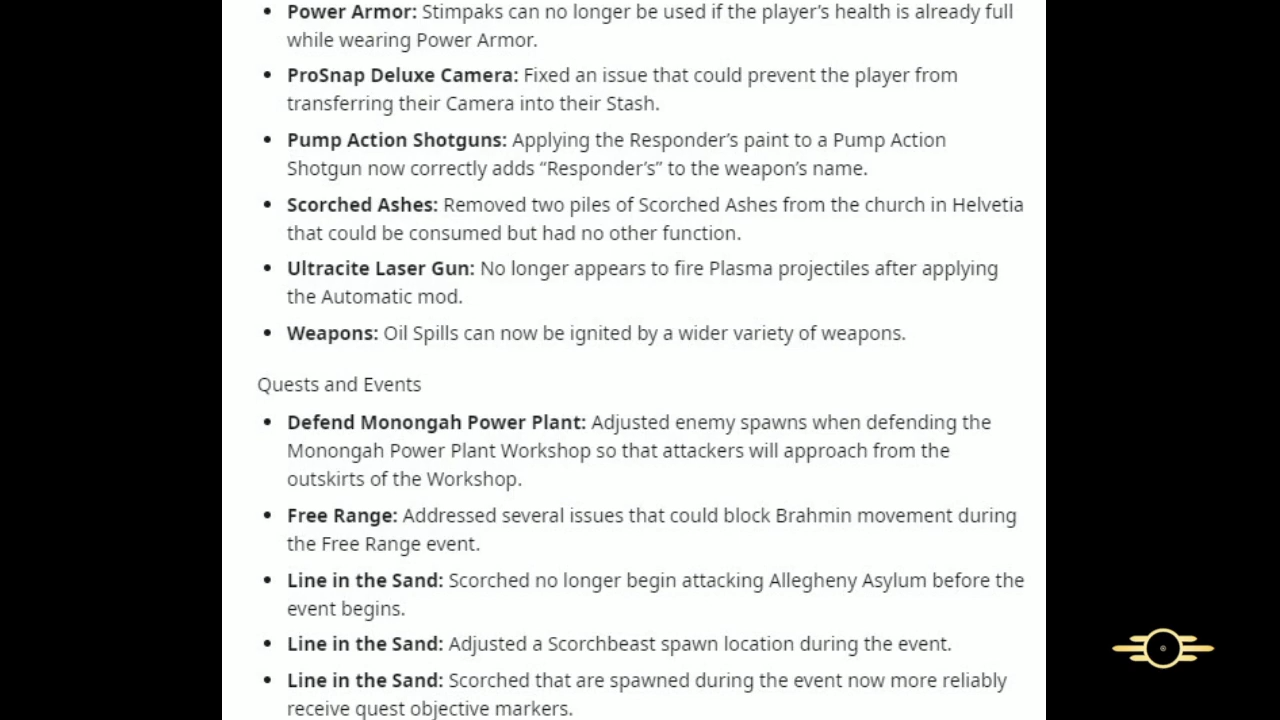 Power Armor: Stimpaks can no longer be used if the player’s health is already full
while wearing Power Armor.
ProSnap Deluxe Camera: Fixed an issue that could prevent the player from
transferring their Camera into their Stash.
Pump Action Shotguns: Applying the Responder’s paint to a Pump Action
Shotgun now correctly adds “Responder’s” to the weapon’s name.
Scorched Ashes: Removed two piles of Scorched Ashes from the church in Helvetia
that could be consumed but had no other function.
Ultracite Laser Gun: No longer appears to fire Plasma projectiles after applying
the Automatic mod.
Weapons: Oil Spills can now be ignited by a wider variety of weapons.
Quests and Events
Defend Monongah Power Plant: Adjusted enemy spawns when defending the
Monongah Power Plant Workshop so that attackers will approach from the
outskirts of the Workshop.
Free Range: Addressed several issues that could block Brahmin movement during
the Free Range event.
Line in the Sand: Scorched no longer begin attacking Allegheny Asylum before the
event begins.
Line in the Sand: Adjusted a Scorchbeast spawn location during the event.
Line in the Sand: Scorched that are spawned during the event now more reliably
receive quest objective markers.